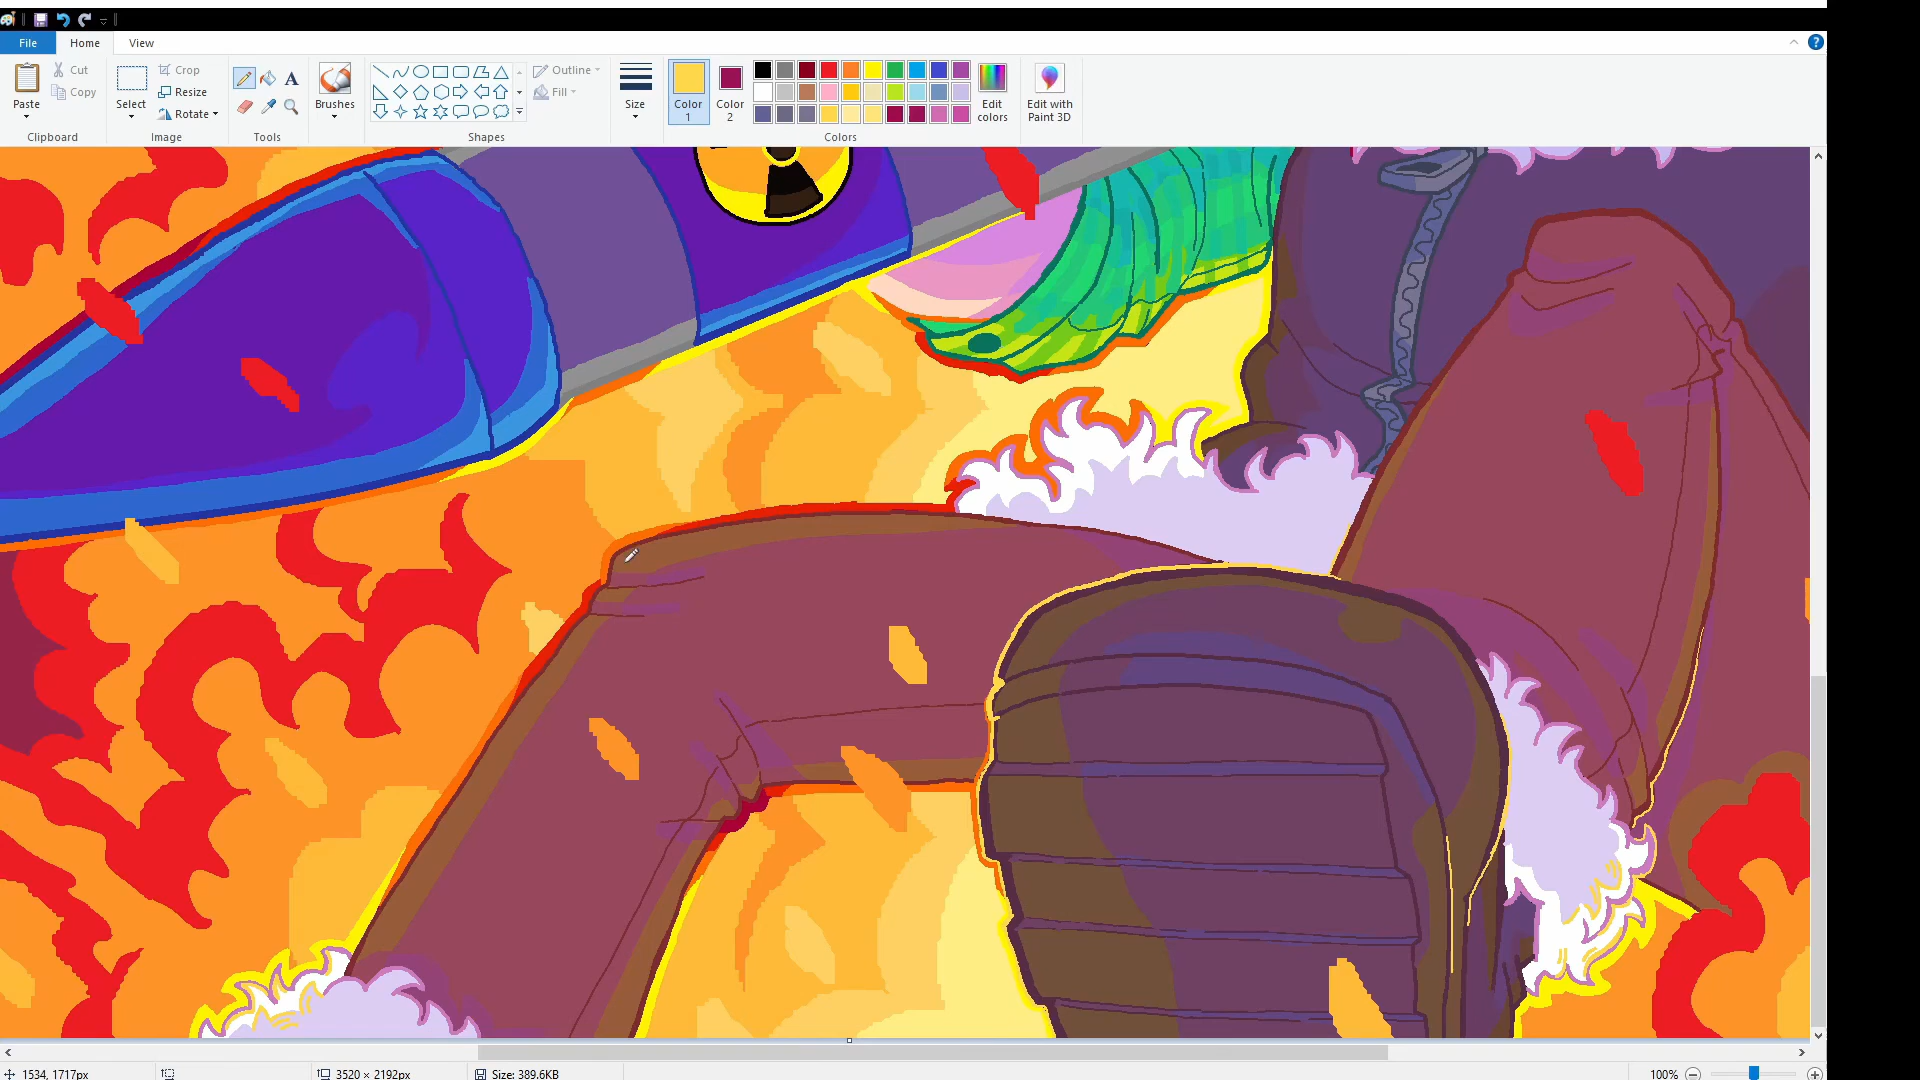 File Home View
Paste Cut Copy Clipboard
Select Crop Resize Rotate Image
Tools
Brushes
Shapes Outline Fill
Size
Color 1 Color 2 Edit colors Colors
Edit with Paint 3D
1534, 1717px 3520 × 2192px Size: 389.6KB 100%